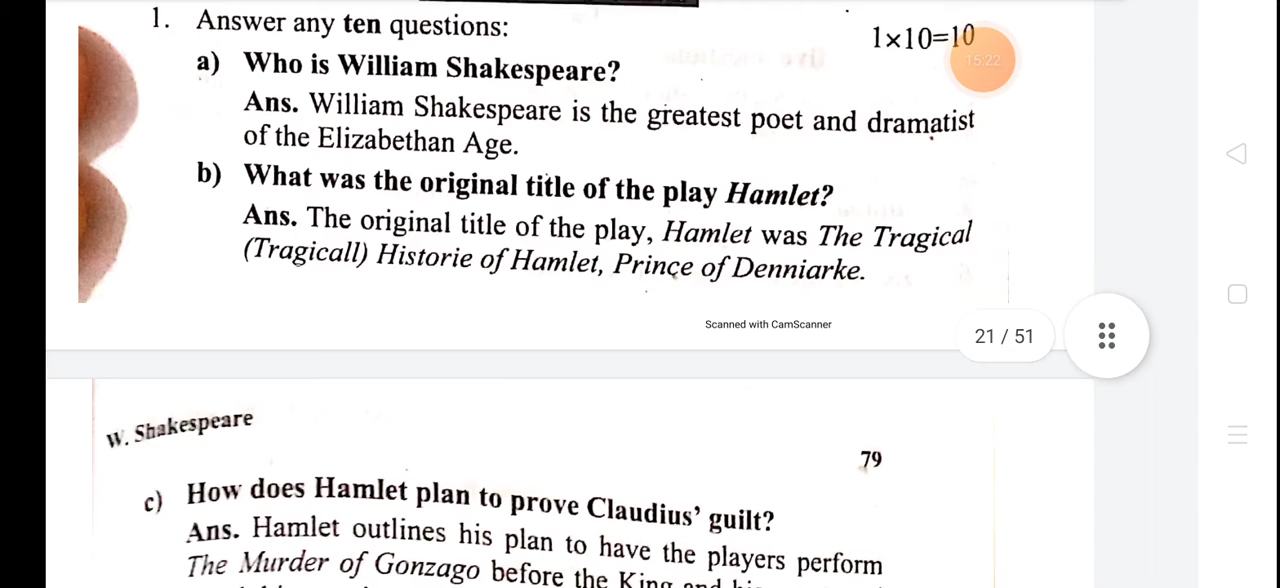 1. Answer any ten questions:
1×10=10
15:22
a) Who is William Shakespeare?
Ans. William Shakespeare is the greatest poet and dramatist
of the Elizabethan Age.
b) What was the original title of the play Hamlet?
Ans. The original title of the play, Hamlet was The Tragical
(Tragicall) Historie of Hamlet, Prince of Denniarke.
Scanned with CamScanner
21 / 51
W. Shakespeare
79
c) How does Hamlet plan to prove Claudius' guilt?
Ans. Hamlet outlines his plan to have the players perform
The Murder of Gonzago before the King and his